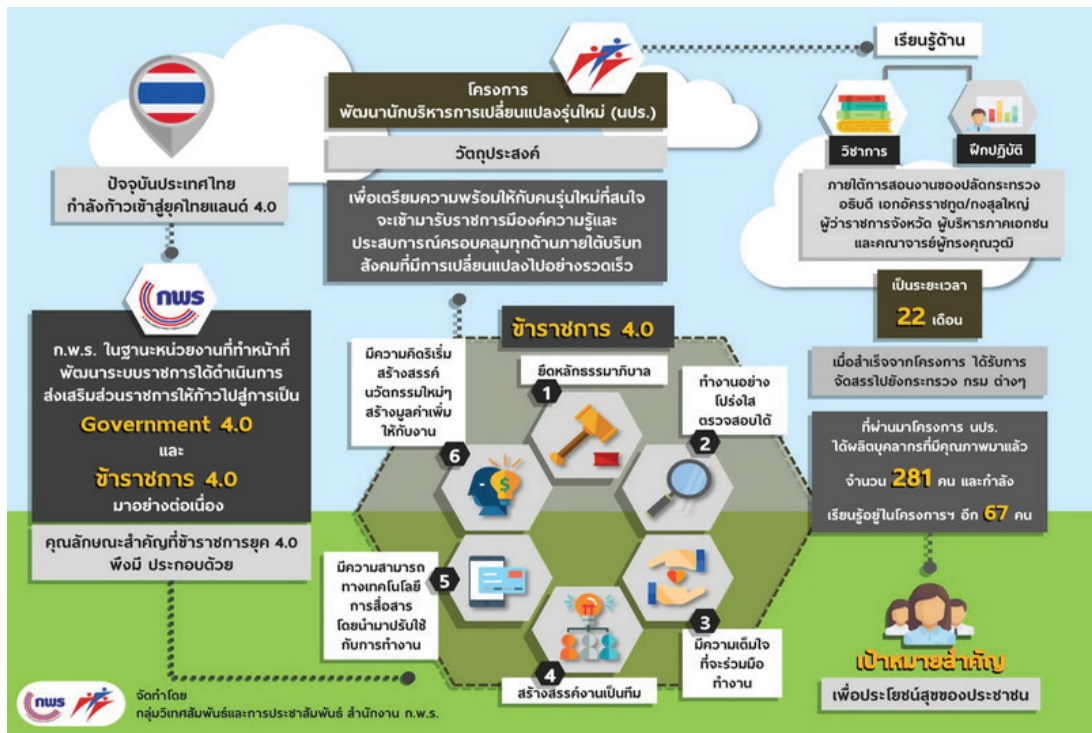 ปัจจุบันประเทศไทย
กำลังก้าวเข้าสู่ยุคไทยแลนด์ 4.0
กพร
ก.พ.ร. ในฐานะหน่วยงานที่ทำหน้าที่
พัฒนาระบบราชการได้ดำเนินการ
ส่งเสริมส่วนราชการให้ก้าวไปสู่การเป็น
Government 4.0
และ
ข้าราชการ 4.0
มาอย่างต่อเนื่อง
คุณลักษณะสำคัญที่ข้าราชการยุค 4.0
พึงมี ประกอบด้วย
โครงการ
พัฒนานักบริหารการเปลี่ยนแปลงรุ่นใหม่ (นปร.)
วัตถุประสงค์
เพื่อเตรียมความพร้อมให้กับคนรุ่นใหม่ที่สนใจ
จะเข้ามารับราชการมีองค์ความรู้และ
ประสบการณ์ครอบคลุมทุกด้านภายใต้บริบท
สังคมที่มีการเปลี่ยนแปลงไปอย่างรวดเร็ว
ข้าราชการ 4.0
ยึดหลักธรรมาภิบาล
1
ทำงานอย่าง
โปร่งใส
ตรวจสอบได้
2
3
มีความเต็มใจ
ที่จะร่วมมือ
ทำงาน
4
สร้างสรรค์งานเป็นทีม
5
มีความสามารถ
ทางเทคโนโลยี
การสื่อสาร
โดยนำมาปรับใช้
กับการทำงาน
6
มีความคิดริเริ่ม
สร้างสรรค์
นวัตกรรมใหม่ๆ
สร้างมูลค่าเพิ่ม
ให้กับงาน
เรียนรู้ด้าน
วิชาการ
ฝึกปฏิบัติ
ภายใต้การสอนงานของปลัดกระทรวง
อธิบดี เอกอัครราชทูต/กงสุลใหญ่
ผู้ว่าราชการจังหวัด ผู้บริหารภาคเอกชน
และคณาจารย์ผู้ทรงคุณวุฒิ
เป็นระยะเวลา
22 เดือน
เมื่อสำเร็จจากโครงการ ได้รับการ
จัดสรรไปยังกระทรวง กรม ต่างๆ
ที่ผ่านมาโครงการ นปร.
ได้ผลิตบุคลากรที่มีคุณภาพมาแล้ว
จำนวน 281 คน และกำลัง
เรียนรู้อยู่ในโครงการฯ อีก 67 คน
เป้าหมายสำคัญ
เพื่อประโยชน์สุขของประชาชน
กพร
จัดทำโดย
กลุ่มวิเทศสัมพันธ์และการประชาสัมพันธ์ สำนักงาน ก.พ.ร.